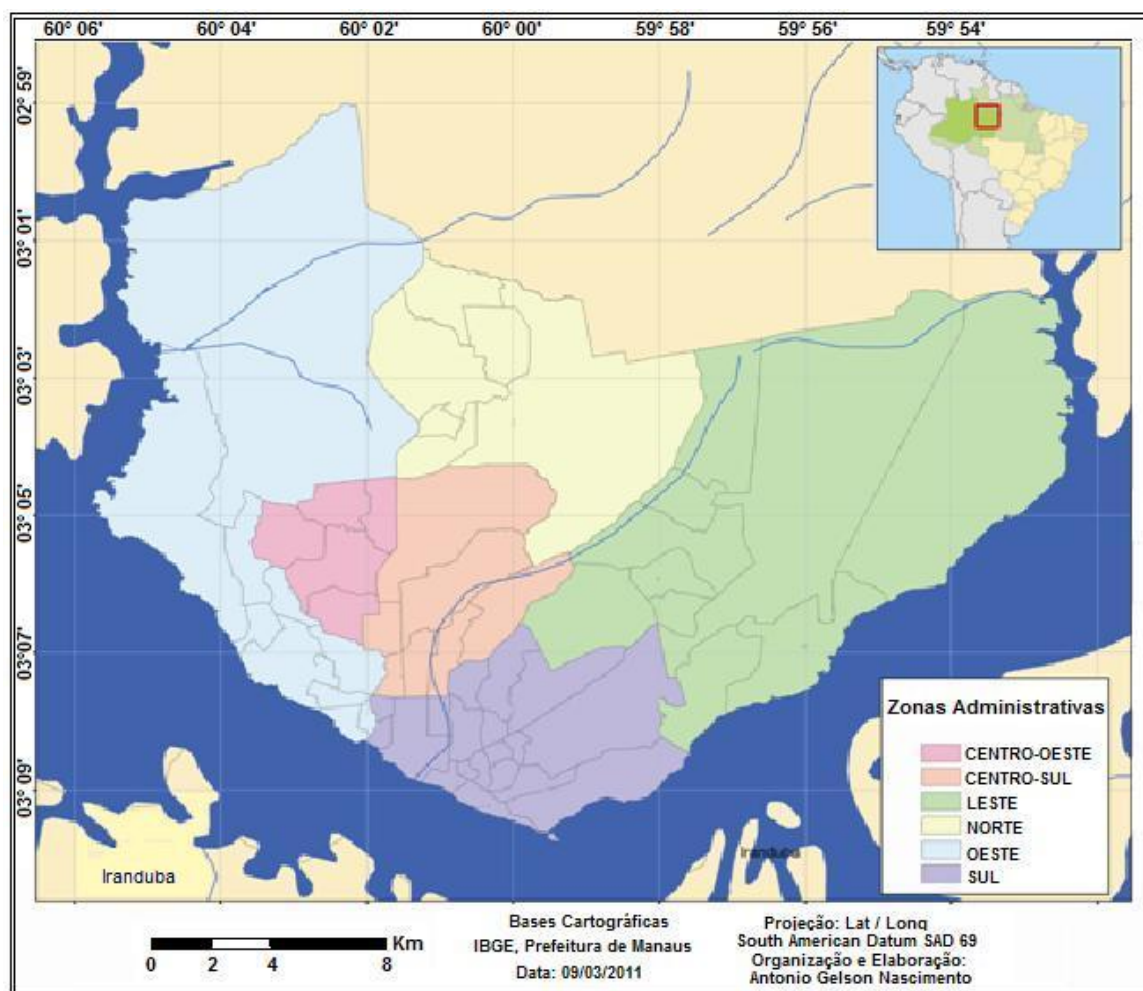 60° 06' 60° 04' 60° 02' 60° 00' 59° 58' 59° 56' 59° 54'
02° 59'
03° 01'
03° 03'
03° 05'
03° 07'
03° 09'
Zonas Administrativas
CENTRO-OESTE
CENTRO-SUL
LESTE
NORTE
OESTE
SUL
Iranduba
Iranduba
Km
0 2 4 8
Bases Cartográficas
IBGE, Prefeitura de Manaus
Data: 09/03/2011
Projeção: Lat / Long
South American Datum SAD 69
Organização e Elaboração:
Antonio Gelson Nascimento